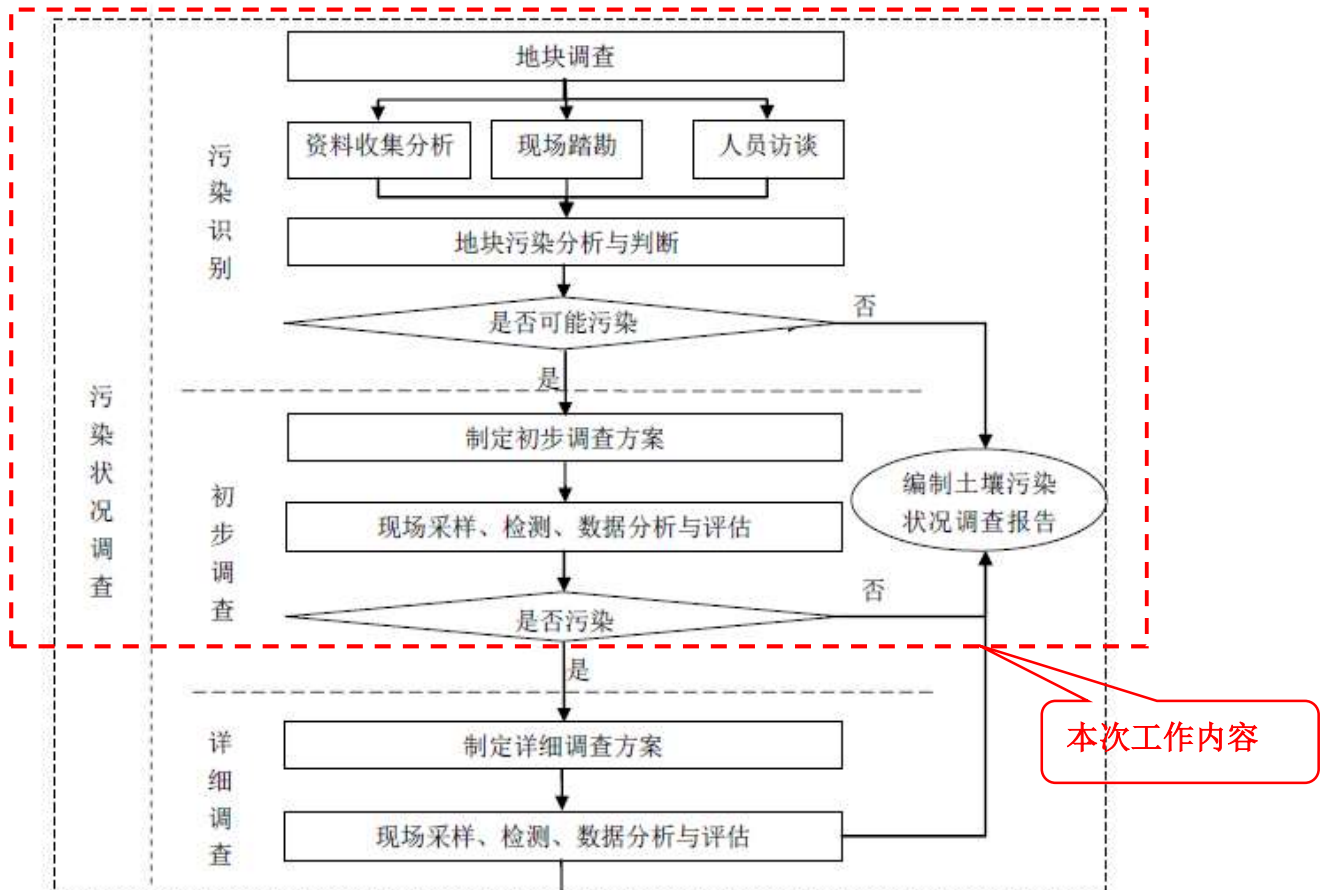 地块调查
资料收集分析
现场踏勘
人员访谈
污染识别
地块污染分析与判断
是否可能污染
否
是
污染状况调查
制定初步调查方案
编制土壤污染
状况调查报告
初步调查
现场采样、检测、数据分析与评估
是否污染
否
是
本次工作内容
详细调查
制定详细调查方案
现场采样、检测、数据分析与评估